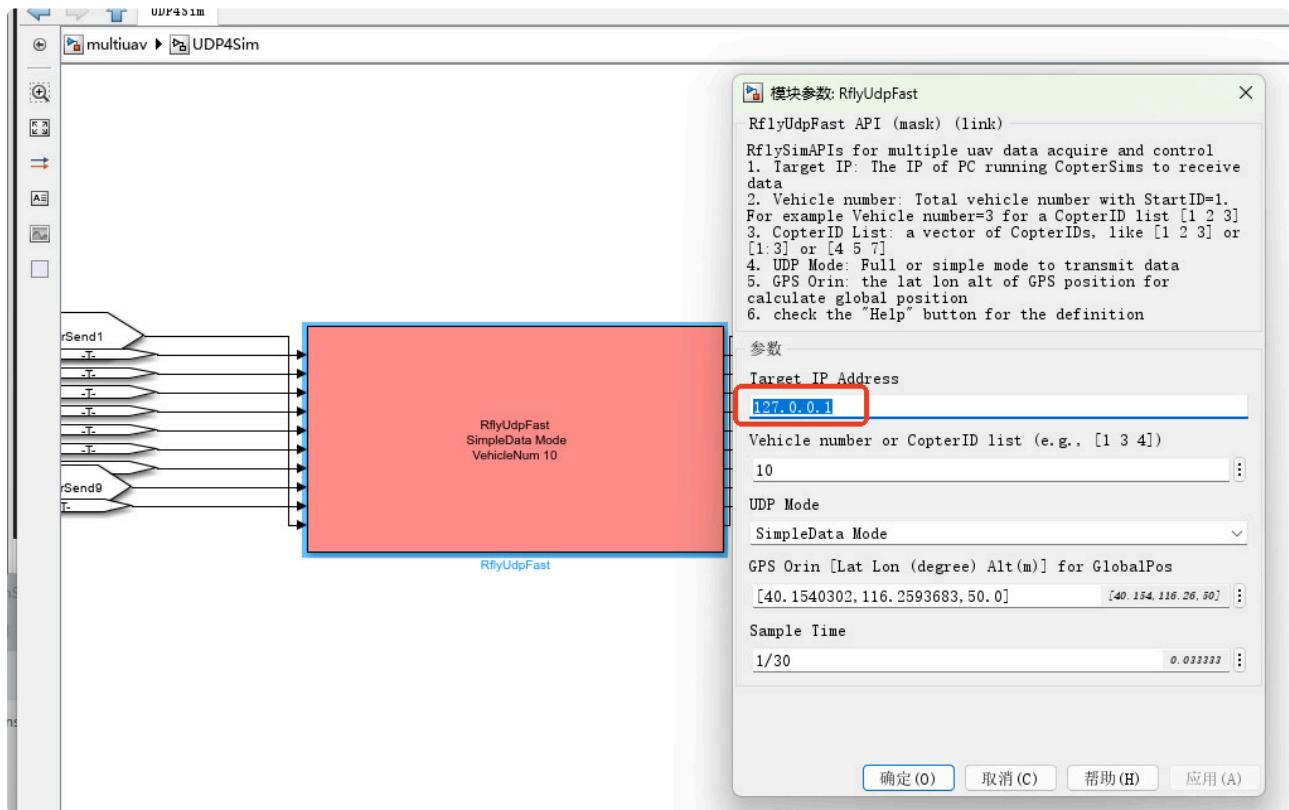 UDP4Sim
multiuav ▶ UDP4Sim
模块参数: RflyUdpFast
RflyUdpFast API (mask) (link)
RflySimAPIs for multiple uav data acquire and control
1. Target IP: The IP of PC running CopterSims to receive
data
2. Vehicle number: Total vehicle number with StartID=1.
For example Vehicle number=3 for a CopterID list [1 2 3]
3. CopterID List: a vector of CopterIDs, like [1 2 3] or
[1:3] or [4 5 7]
4. UDP Mode: Full or simple mode to transmit data
5. GPS Orin: the lat lon alt of GPS position for
calculate global position
6. check the "Help" button for the definition
参数
Target IP Address
127.0.0.1
Vehicle number or CopterID list (e.g., [1 3 4])
10
UDP Mode
SimpleData Mode
GPS Orin [Lat Lon (degree) Alt(m)] for GlobalPos
[40.1540302,116.2593683,50.0] [40.154,116.26,50]
Sample Time
1/30 0.033333
确定(O) 取消(C) 帮助(H) 应用(A)
rSend1
-T-
-T-
-T-
-T-
-T-
-T-
rSend9
T-
RflyUdpFast
SimpleData Mode
VehicleNum 10
RflyUdpFast